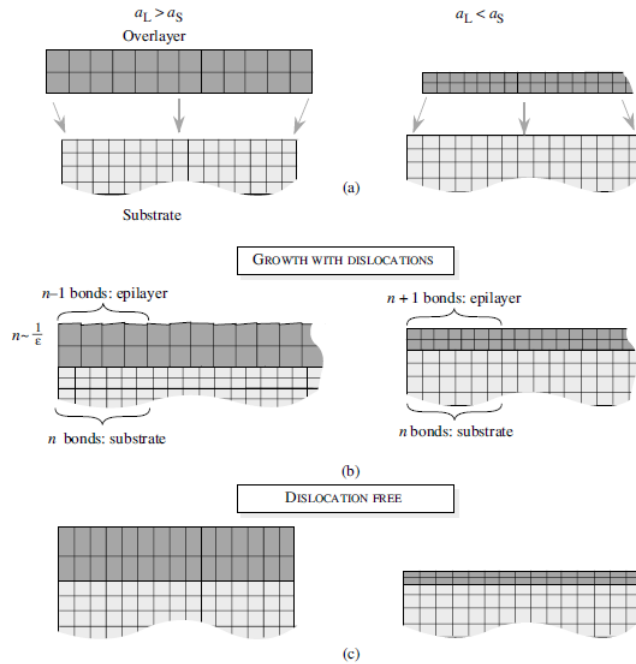 a_L > a_S
a_L < a_S
Overlayer
Substrate
(a)
GROWTH WITH DISLOCATIONS
n–1 bonds: epilayer
n + 1 bonds: epilayer
n~ 1/ε
n bonds: substrate
n bonds: substrate
(b)
DISLOCATION FREE
(c)